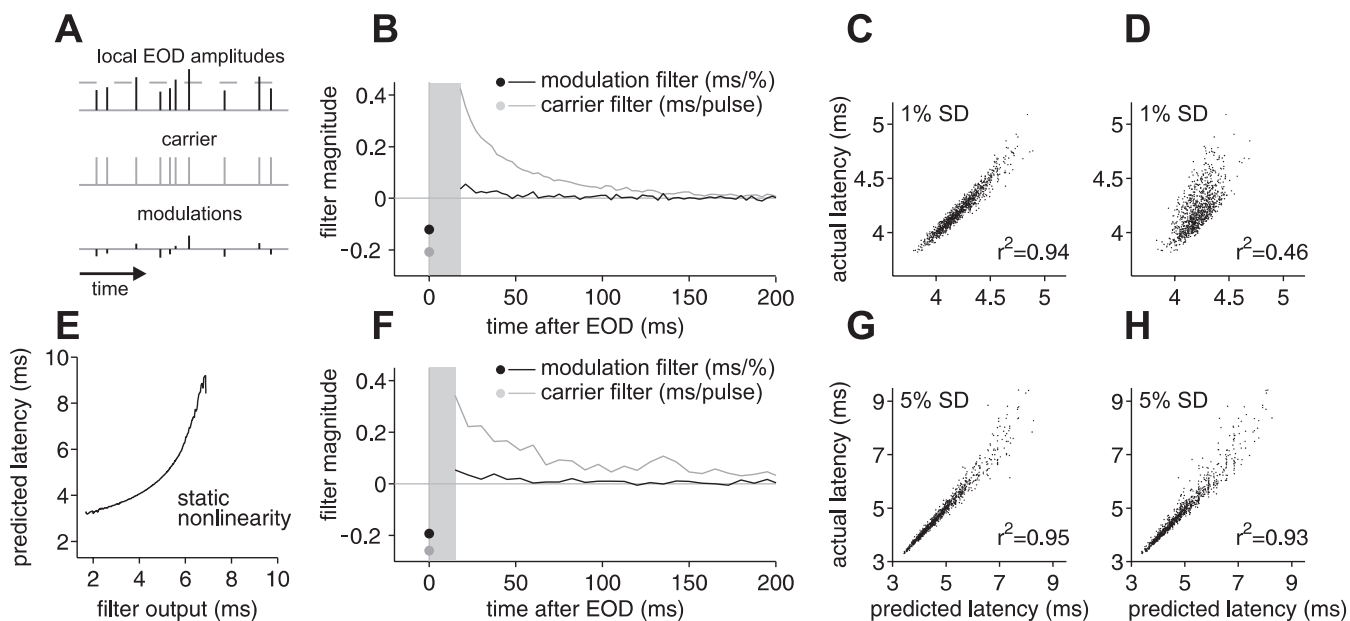 A
local EOD amplitudes
carrier
modulations
time
B
modulation filter (ms/%)
carrier filter (ms/pulse)
filter magnitude
0.4
0.2
0
−0.2
0 50 100 150 200
time after EOD (ms)
C
1% SD
actual latency (ms)
5
4.5
4
r²=0.94
4 4.5 5
D
1% SD
5
4.5
4
r²=0.46
4 4.5 5
E
predicted latency (ms)
10
8
6
4
2
static
nonlinearity
2 4 6 8 10
filter output (ms)
F
modulation filter (ms/%)
carrier filter (ms/pulse)
filter magnitude
0.4
0.2
0
−0.2
0 50 100 150 200
time after EOD (ms)
G
5% SD
actual latency (ms)
9
7
5
3
r²=0.95
3 5 7 9
predicted latency (ms)
H
5% SD
9
7
5
3
r²=0.93
3 5 7 9
predicted latency (ms)